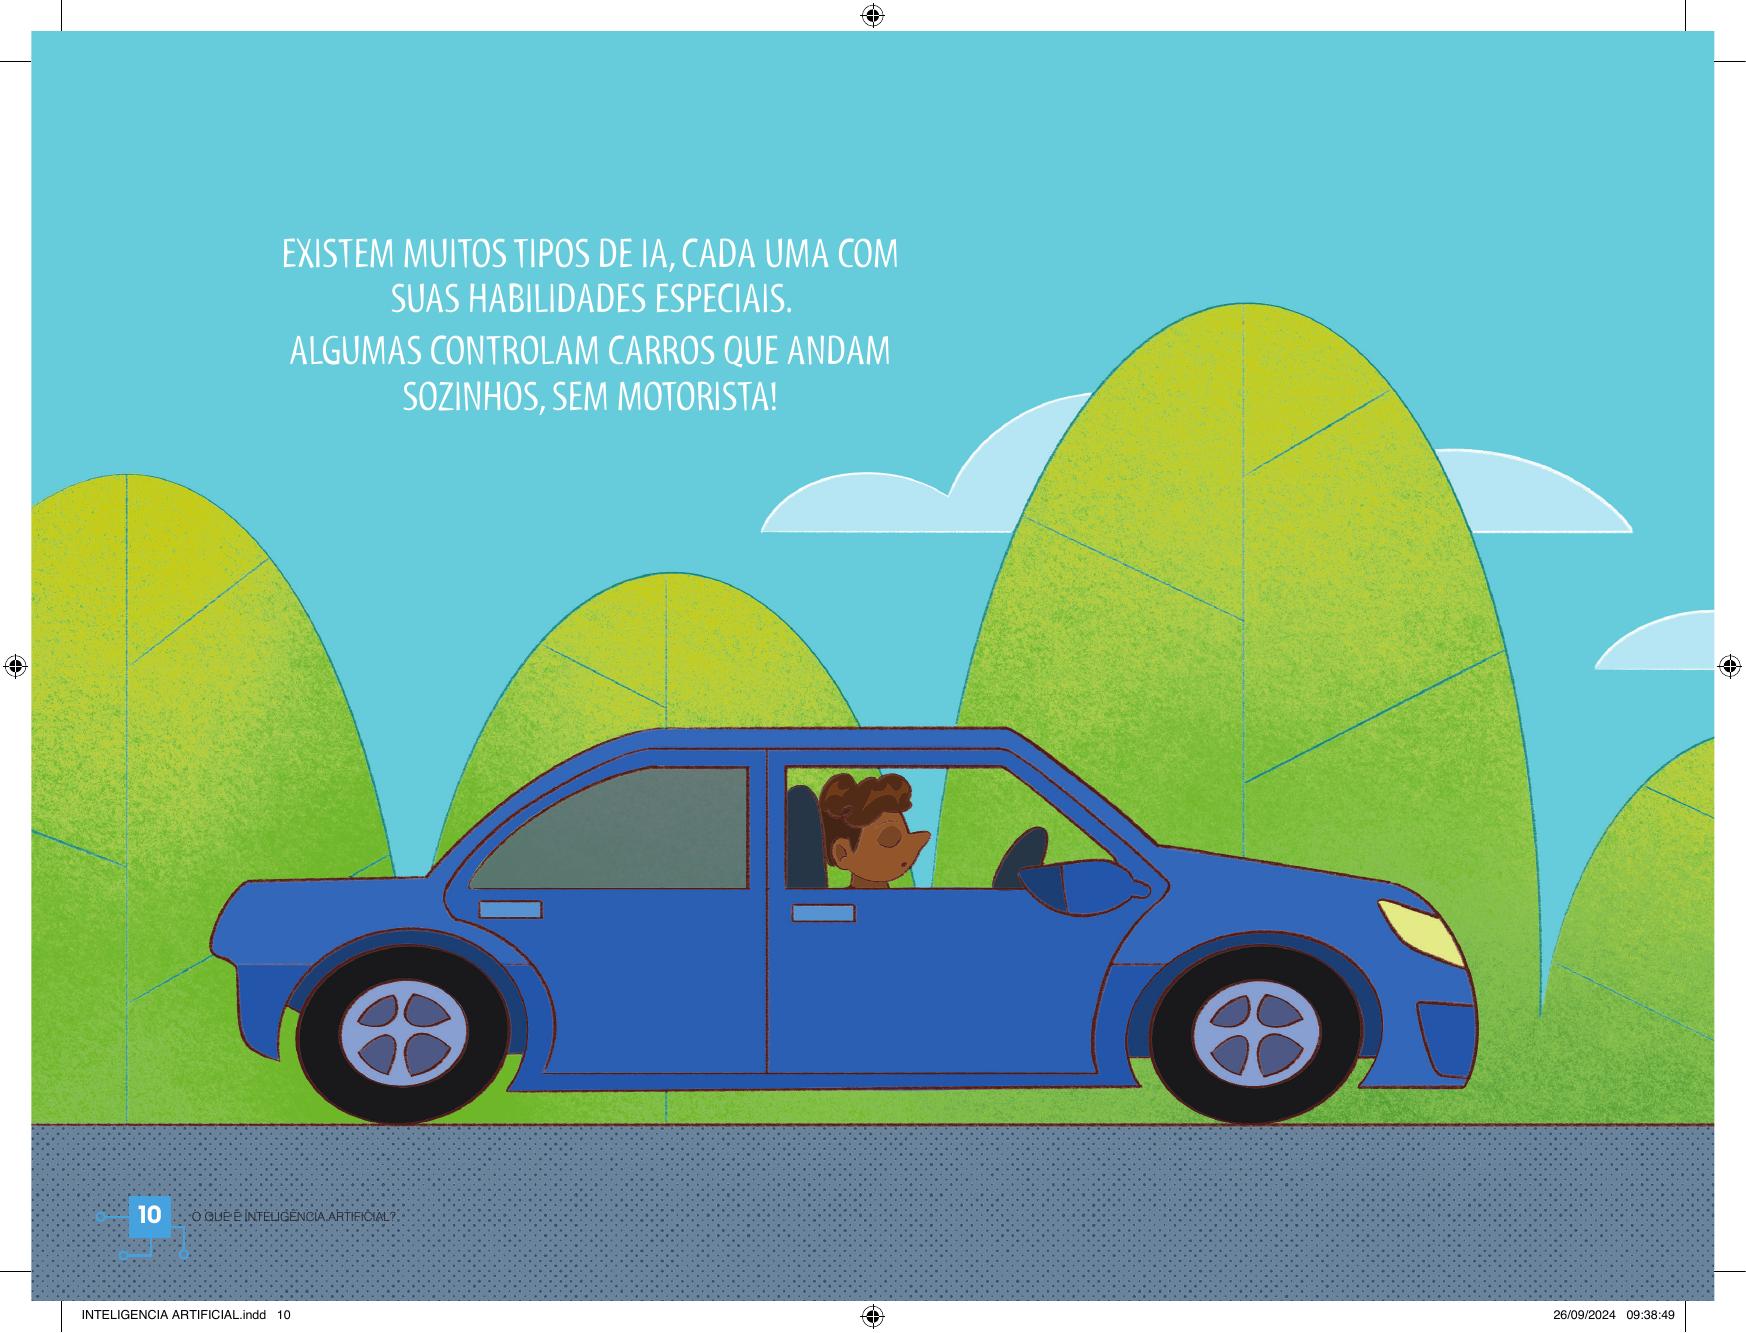 EXISTEM MUITOS TIPOS DE IA, CADA UMA COM
SUAS HABILIDADES ESPECIAIS.
ALGUMAS CONTROLAM CARROS QUE ANDAM
SOZINHOS, SEM MOTORISTA!
10
O QUE É INTELIGÊNCIA ARTIFICIAL?
INTELIGENCIA ARTIFICIAL.indd 10
26/09/2024 09:38:49